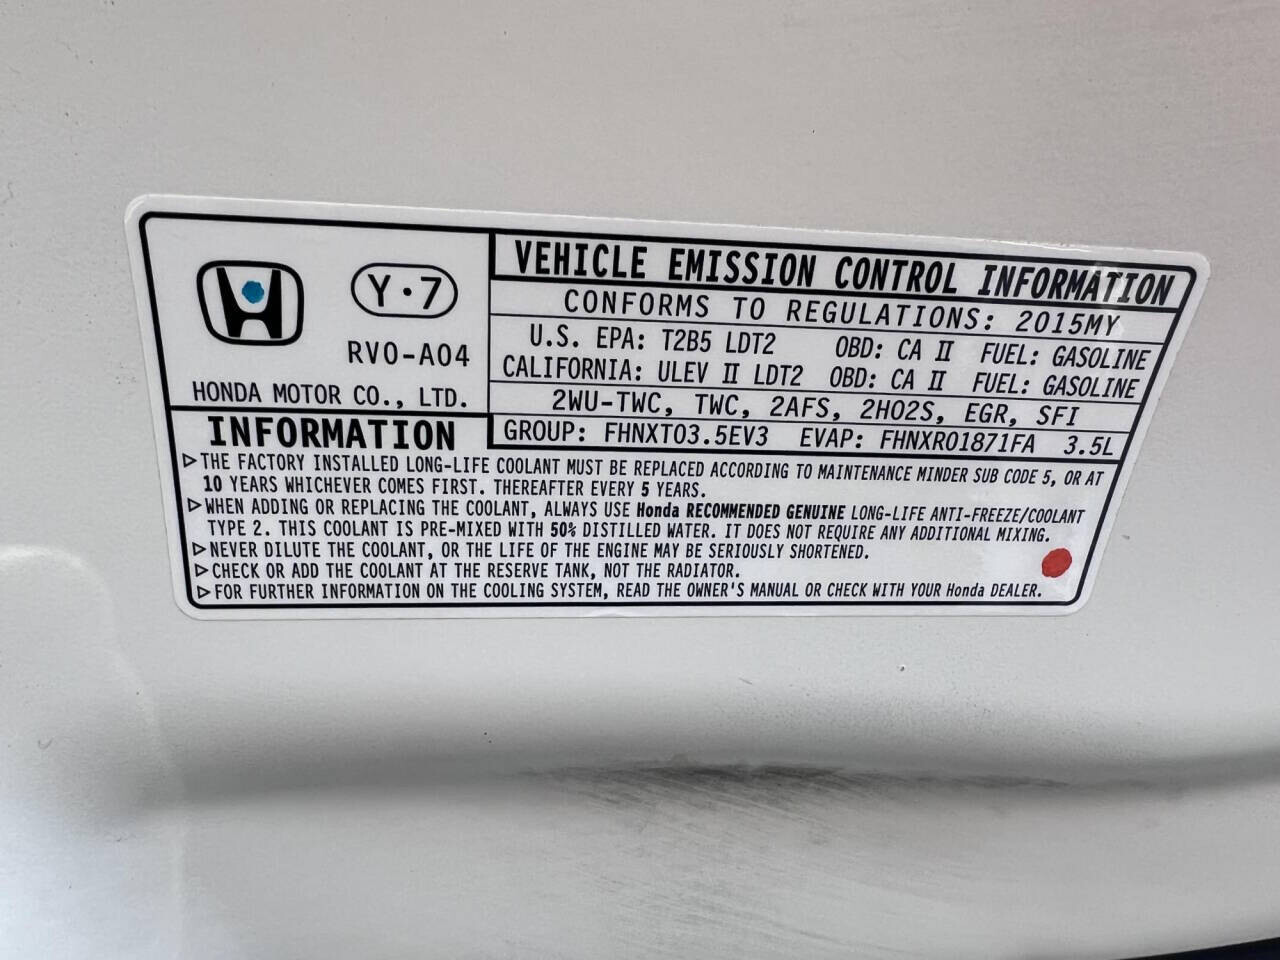 Y·7
RV0-A04
HONDA MOTOR CO., LTD.
VEHICLE EMISSION CONTROL INFORMATION
CONFORMS TO REGULATIONS: 2015MY
U.S. EPA: T2B5 LDT2 OBD: CA II FUEL: GASOLINE
CALIFORNIA: ULEV II LDT2 OBD: CA II FUEL: GASOLINE
2WU-TWC, TWC, 2AFS, 2HO2S, EGR, SFI
GROUP: FHNXT03.5EV3 EVAP: FHNXR01871FA 3.5L
INFORMATION
▷THE FACTORY INSTALLED LONG-LIFE COOLANT MUST BE REPLACED ACCORDING TO MAINTENANCE MINDER SUB CODE 5, OR AT
10 YEARS WHICHEVER COMES FIRST. THEREAFTER EVERY 5 YEARS.
▷WHEN ADDING OR REPLACING THE COOLANT, ALWAYS USE Honda RECOMMENDED GENUINE LONG-LIFE ANTI-FREEZE/COOLANT
TYPE 2. THIS COOLANT IS PRE-MIXED WITH 50% DISTILLED WATER. IT DOES NOT REQUIRE ANY ADDITIONAL MIXING.
▷NEVER DILUTE THE COOLANT, OR THE LIFE OF THE ENGINE MAY BE SERIOUSLY SHORTENED.
▷CHECK OR ADD THE COOLANT AT THE RESERVE TANK, NOT THE RADIATOR.
▷FOR FURTHER INFORMATION ON THE COOLING SYSTEM, READ THE OWNER'S MANUAL OR CHECK WITH YOUR Honda DEALER.